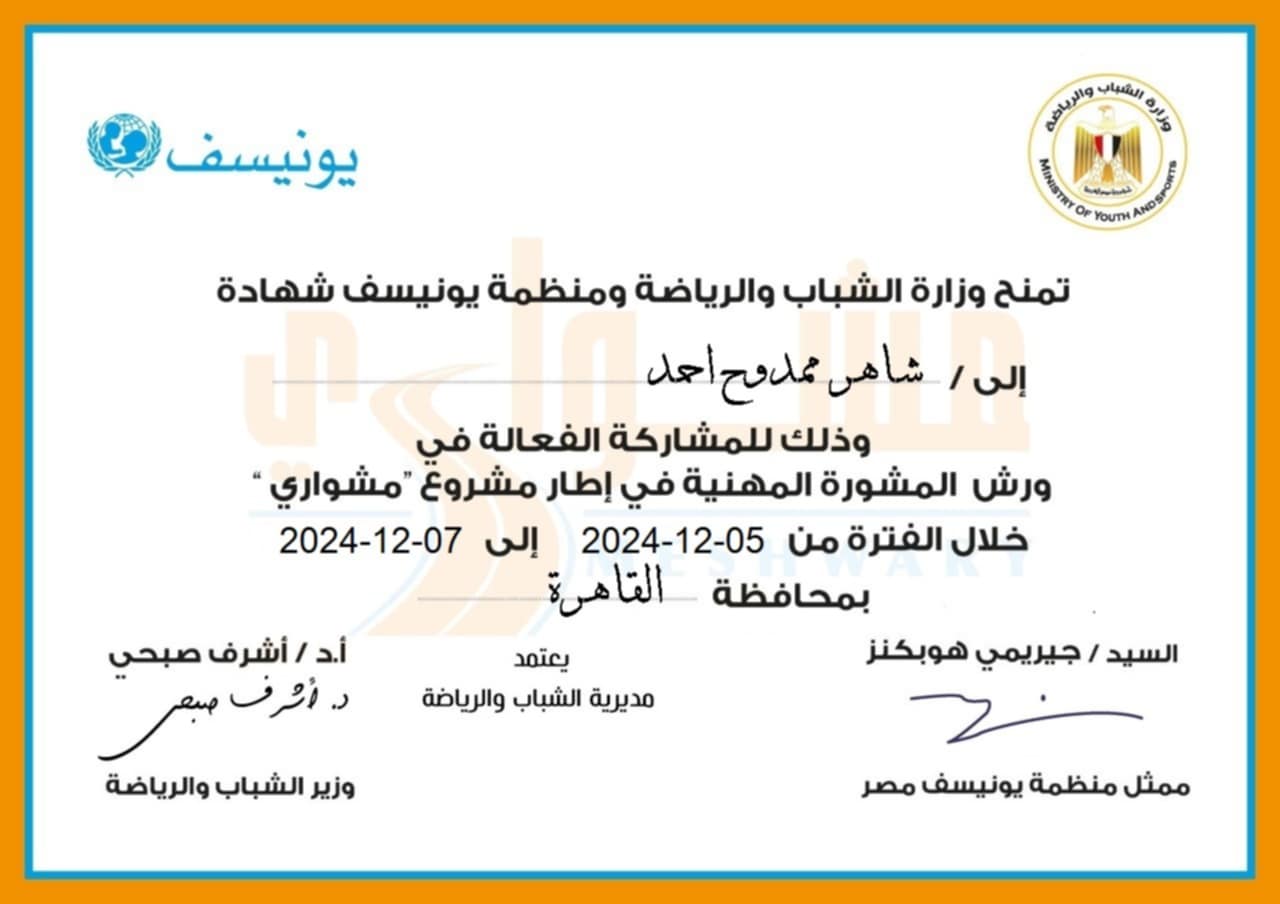 يونيسف
وزارة الشباب والرياضة
MINISTRY OF YOUTH AND SPORTS
تمنح وزارة الشباب والرياضة ومنظمة يونيسف شهادة
إلى / شاهر ممدوح احمد
وذلك للمشاركة الفعالة في
ورش المشورة المهنية في إطار مشروع "مشواري"
خلال الفترة من 2024-12-05 إلى 2024-12-07
بمحافظة القاهرة
مشواري
MESHWARY
السيد / جيريمي هوبكنز
يعتمد
أ.د / أشرف صبحي
مديرية الشباب والرياضة
د. أشرف صبحي
ممثل منظمة يونيسف مصر
وزير الشباب والرياضة